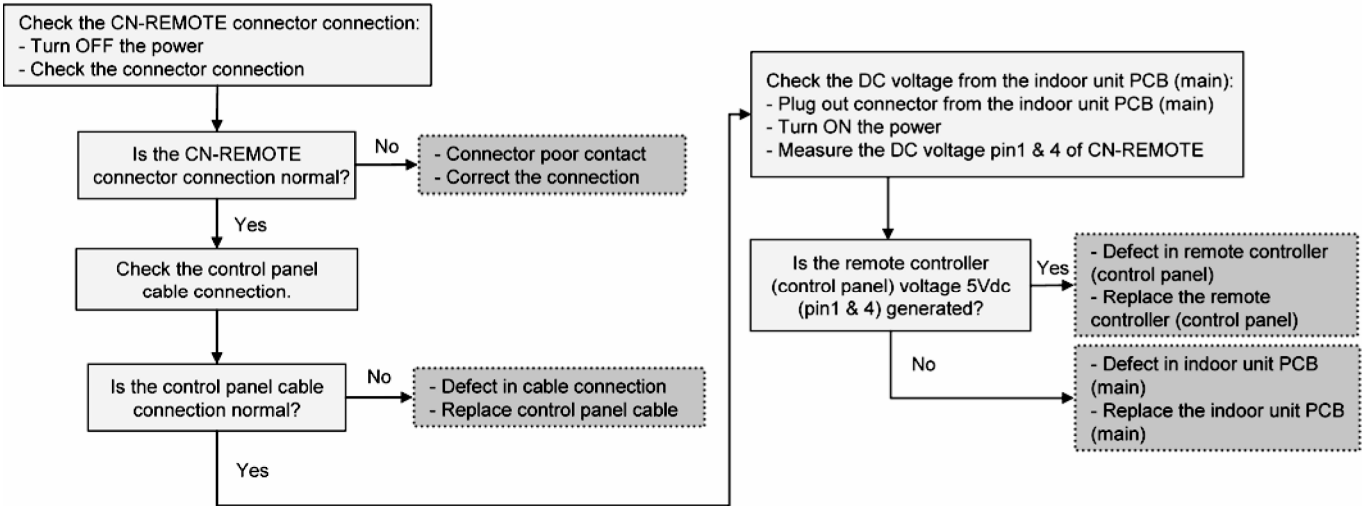 Check the CN-REMOTE connector connection:
- Turn OFF the power
- Check the connector connection
Is the CN-REMOTE
connector connection normal?
No
- Connector poor contact
- Correct the connection
Yes
Check the control panel
cable connection.
Is the control panel cable
connection normal?
No
- Defect in cable connection
- Replace control panel cable
Yes
Check the DC voltage from the indoor unit PCB (main):
- Plug out connector from the indoor unit PCB (main)
- Turn ON the power
- Measure the DC voltage pin1 & 4 of CN-REMOTE
Is the remote controller
(control panel) voltage 5Vdc
(pin1 & 4) generated?
Yes
- Defect in remote controller
(control panel)
- Replace the remote
controller (control panel)
No
- Defect in indoor unit PCB
(main)
- Replace the indoor unit PCB
(main)